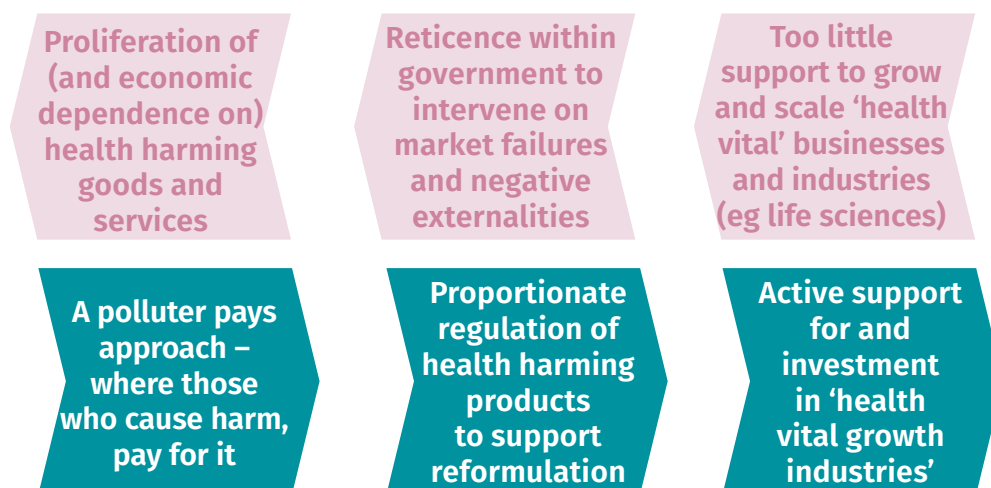 Proliferation of
(and economic
dependence on)
health harming
goods and
services
Reticence within
government to
intervene on
market failures
and negative
externalities
Too little
support to grow
and scale ‘health
vital’ businesses
and industries
(eg life sciences)
A polluter pays
approach –
where those
who cause harm,
pay for it
Proportionate
regulation of
health harming
products
to support
reformulation
Active support
for and
investment
in ‘health
vital growth
industries’